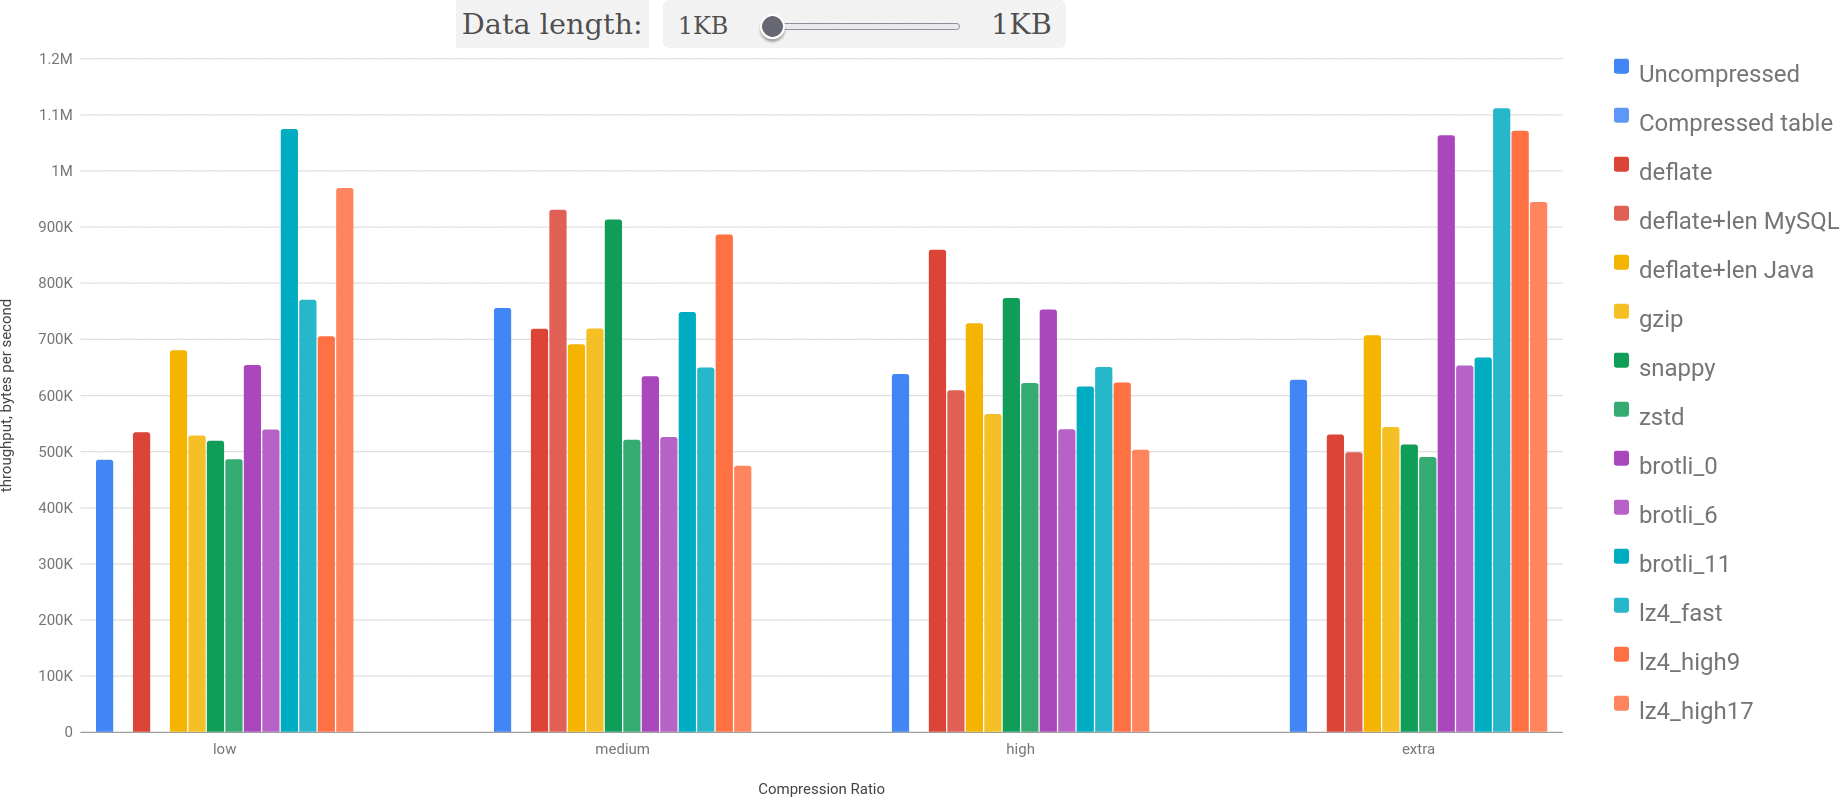 Data length: 1KB 1KB
1.2M
1.1M
1M
900K
800K
700K
600K
500K
400K
300K
200K
100K
0
throughput, bytes per second
low medium high extra
Compression Ratio
Uncompressed
Compressed table
deflate
deflate+len MySQL
deflate+len Java
gzip
snappy
zstd
brotli_0
brotli_6
brotli_11
lz4_fast
lz4_high9
lz4_high17